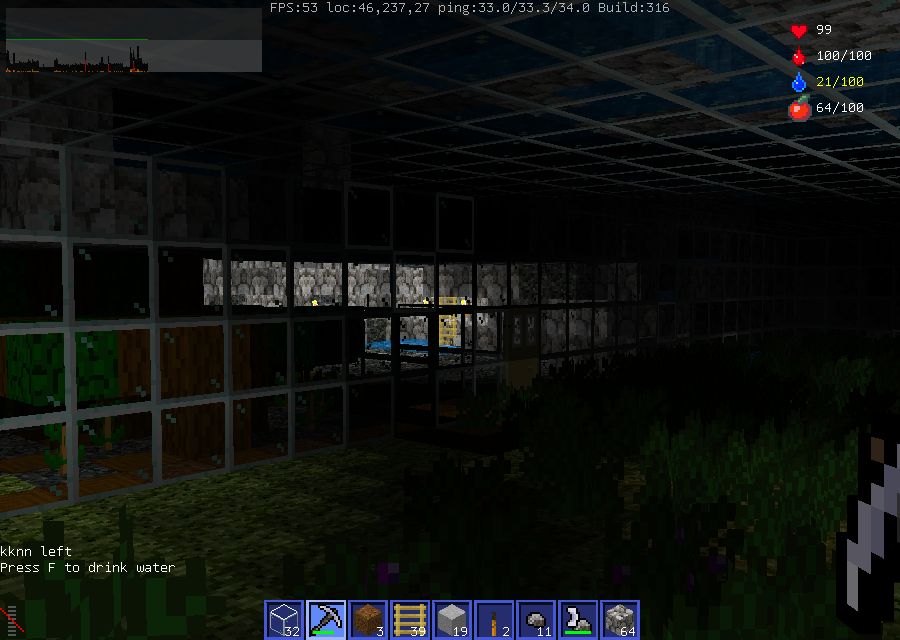 FPS:53 loc:46,237,27 ping:33.0/33.3/34.0 Build:316
99
100/100
21/100
64/100
kknn left
Press F to drink water
32 3 39 19 2 11 64